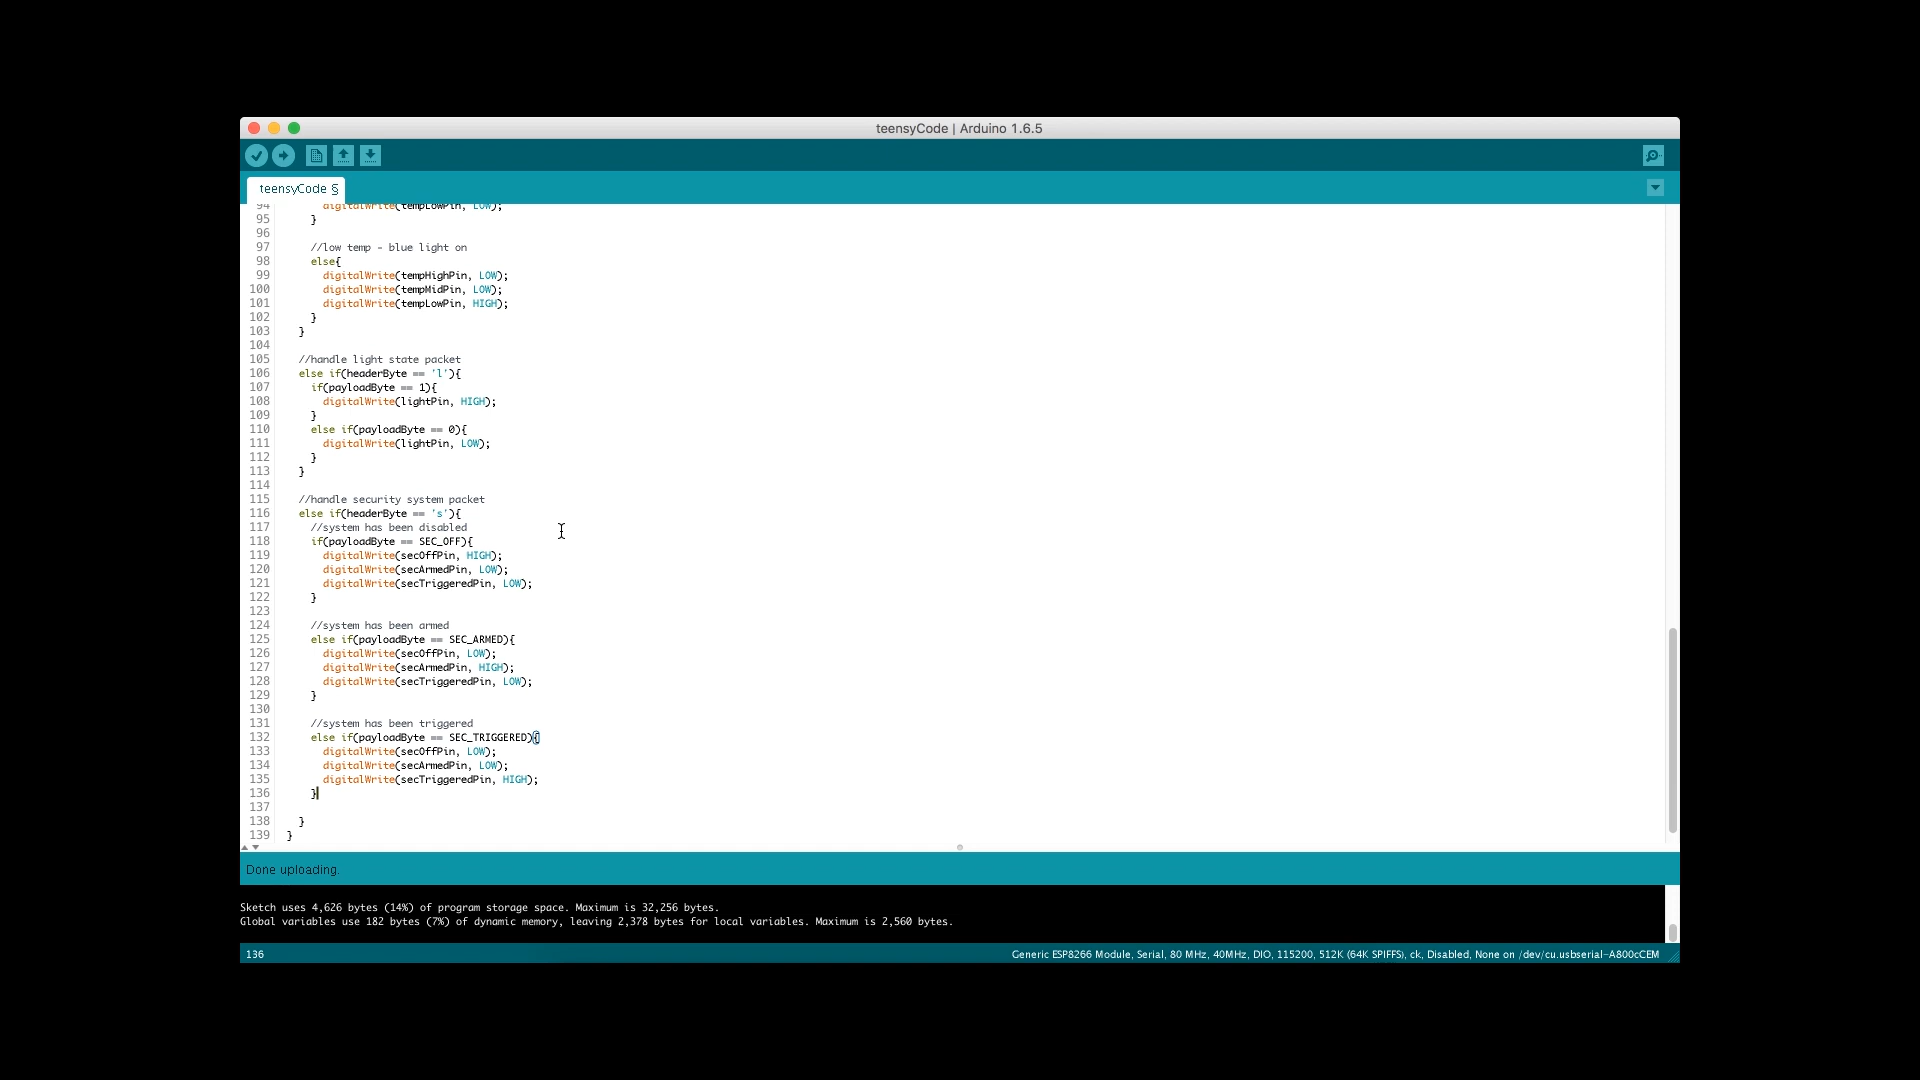 teensyCode | Arduino 1.6.5
teensyCode §
94 digitalWrite(tempLowPin, LOW);
95 }
96
97 //low temp - blue light on
98 else{
99 digitalWrite(tempHighPin, LOW);
100 digitalWrite(tempMidPin, LOW);
101 digitalWrite(tempLowPin, HIGH);
102 }
103 }
104
105 //handle light state packet
106 else if(headerByte == 'l'){
107 if(payloadByte == 1){
108 digitalWrite(lightPin, HIGH);
109 }
110 else if(payloadByte == 0){
111 digitalWrite(lightPin, LOW);
112 }
113 }
114
115 //handle security system packet
116 else if(headerByte == 's'){
117 //system has been disabled
118 if(payloadByte == SEC_OFF){
119 digitalWrite(secOffPin, HIGH);
120 digitalWrite(secArmedPin, LOW);
121 digitalWrite(secTriggeredPin, LOW);
122 }
123
124 //system has been armed
125 else if(payloadByte == SEC_ARMED){
126 digitalWrite(secOffPin, LOW);
127 digitalWrite(secArmedPin, HIGH);
128 digitalWrite(secTriggeredPin, LOW);
129 }
130
131 //system has been triggered
132 else if(payloadByte == SEC_TRIGGERED){
133 digitalWrite(secOffPin, LOW);
134 digitalWrite(secArmedPin, LOW);
135 digitalWrite(secTriggeredPin, HIGH);
136 }
137
138 }
139 }
Done uploading.
Sketch uses 4,626 bytes (14%) of program storage space. Maximum is 32,256 bytes.
Global variables use 182 bytes (7%) of dynamic memory, leaving 2,378 bytes for local variables. Maximum is 2,560 bytes.
136 Generic ESP8266 Module, Serial, 80 MHz, 40MHz, DIO, 115200, 512K (64K SPIFFS), ck, Disabled, None on /dev/cu.usbserial-A800cCEM